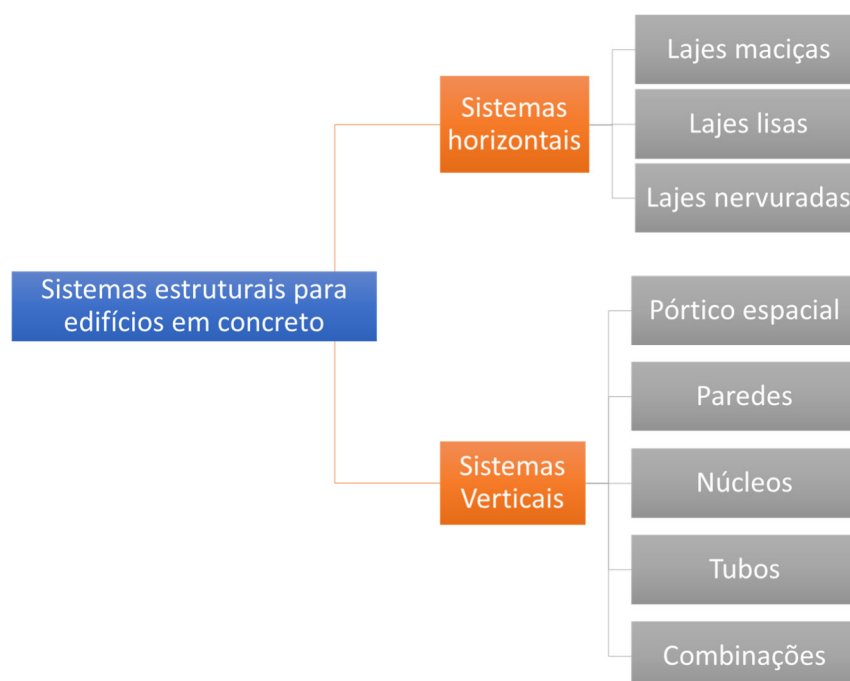 Sistemas estruturais para
edifícios em concreto
Sistemas
horizontais
Lajes maciças
Lajes lisas
Lajes nervuradas
Sistemas
Verticais
Pórtico espacial
Paredes
Núcleos
Tubos
Combinações